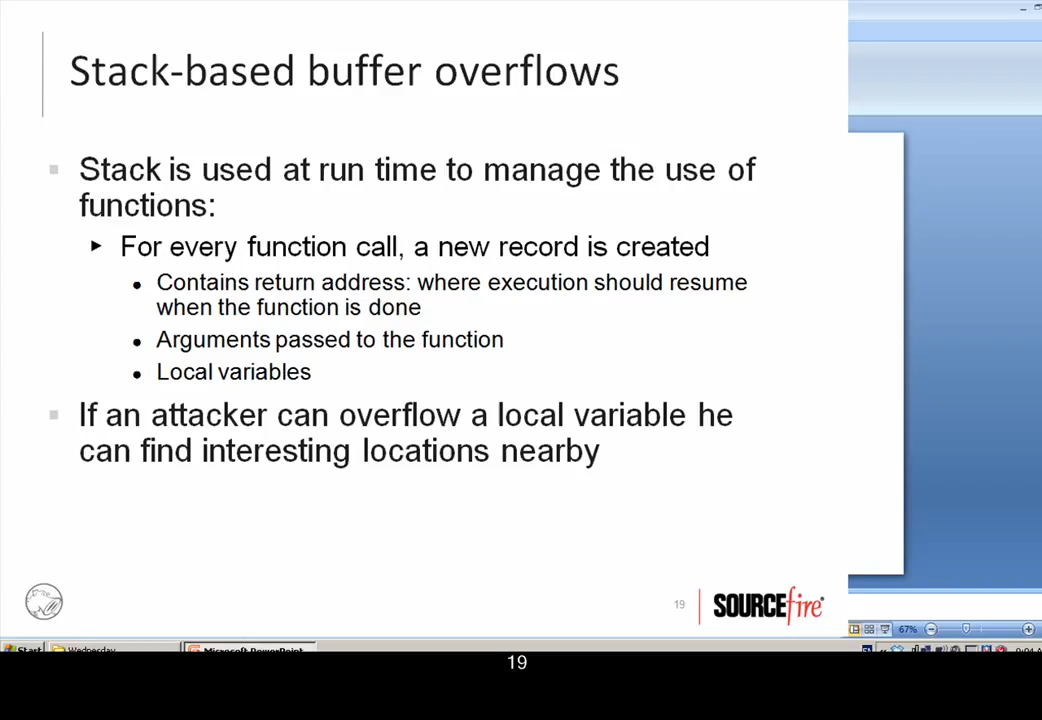 Stack-based buffer overflows
Stack is used at run time to manage the use of
functions:
For every function call, a new record is created
Contains return address: where execution should resume
when the function is done
Arguments passed to the function
Local variables
If an attacker can overflow a local variable he
can find interesting locations nearby
19
SOURCEfire
67%
Start
Wednesday
Microsoft PowerPoint
19